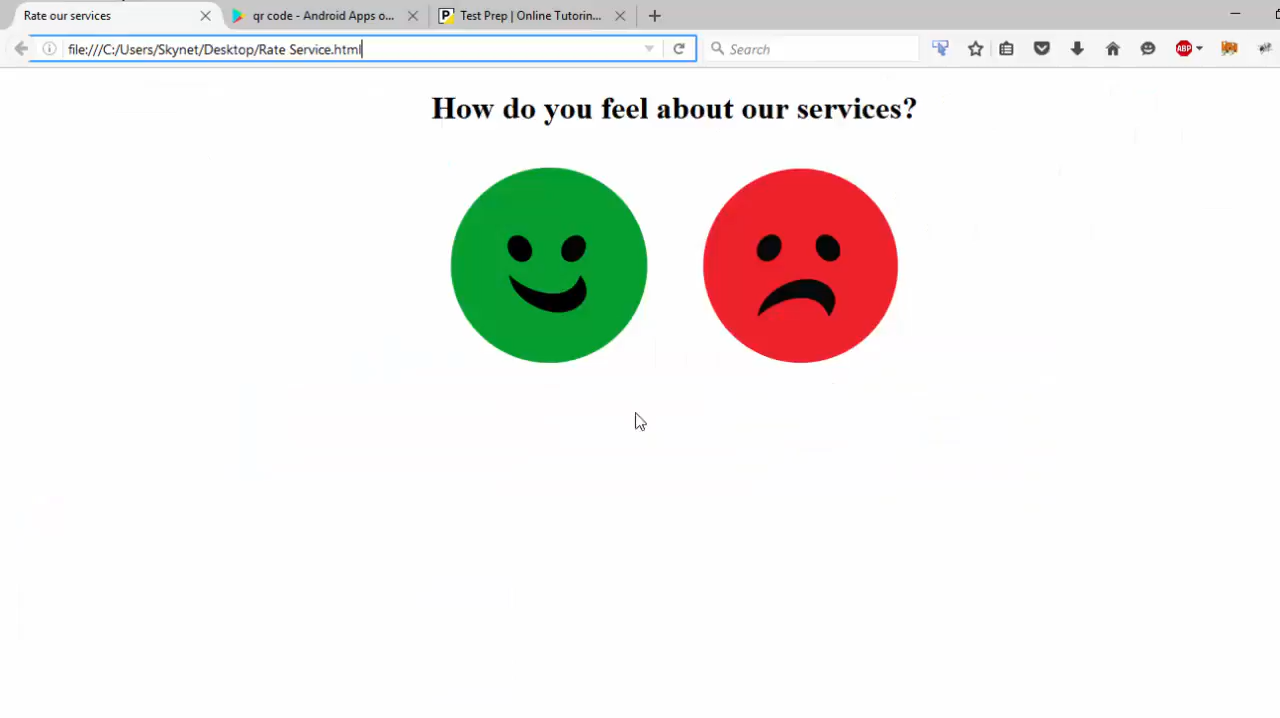 Rate our services
qr code - Android Apps o...
Test Prep | Online Tutorin...
file:///C:/Users/Skynet/Desktop/Rate Service.html
Search
ABP
How do you feel about our services?